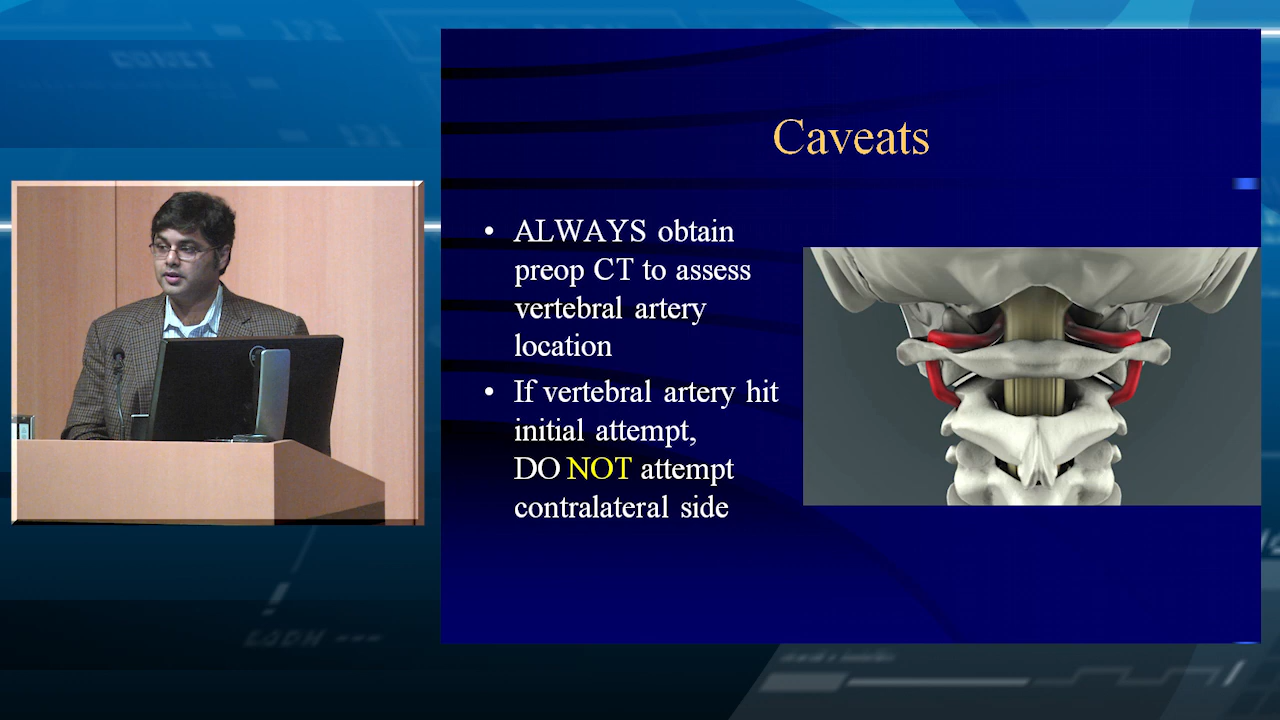 Caveats
• ALWAYS obtain
preop CT to assess
vertebral artery
location
• If vertebral artery hit
initial attempt,
DO NOT attempt
contralateral side